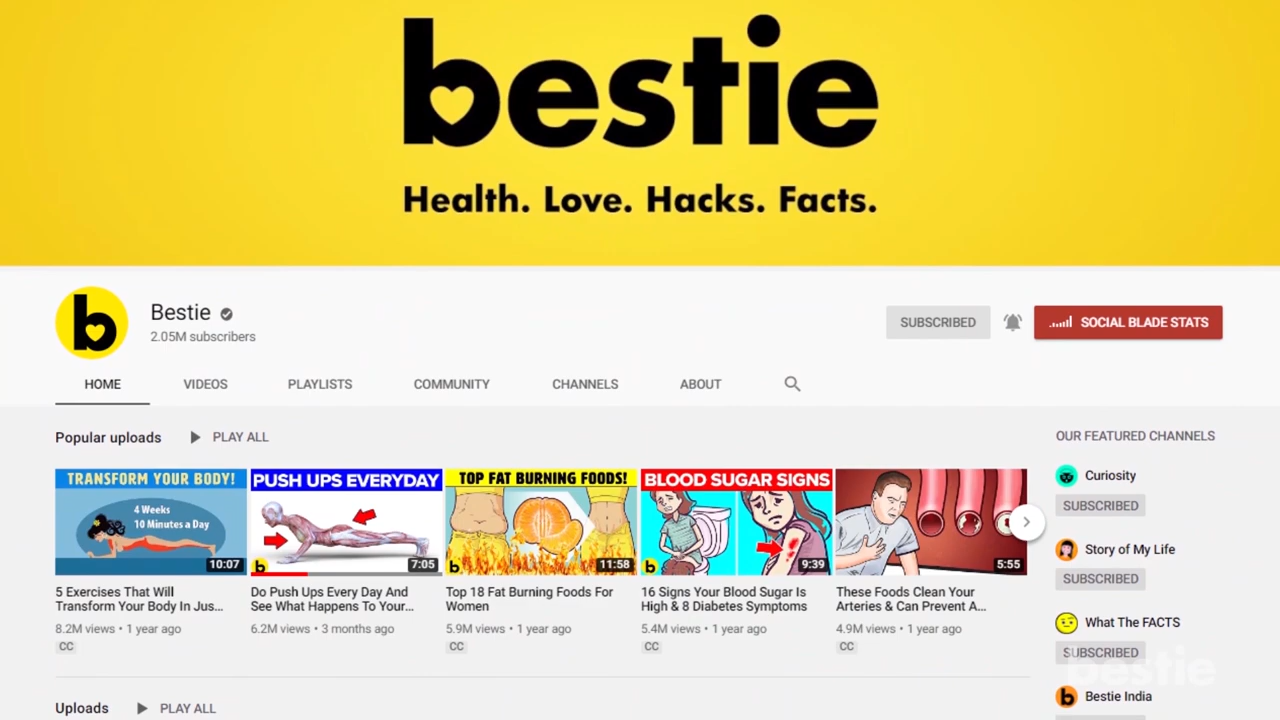 bestie
Health. Love. Hacks. Facts.
b
Bestie
2.05M subscribers
SUBSCRIBED
SOCIAL BLADE STATS
HOME
VIDEOS
PLAYLISTS
COMMUNITY
CHANNELS
ABOUT
Popular uploads
PLAY ALL
TRANSFORM YOUR BODY!
4 Weeks
10 Minutes a Day
10:07
5 Exercises That Will
Transform Your Body In Jus...
8.2M views • 1 year ago
CC
PUSH UPS EVERYDAY
b
7:05
Do Push Ups Every Day And
See What Happens To Your...
6.2M views • 3 months ago
TOP FAT BURNING FOODS!
b
11:58
Top 18 Fat Burning Foods For
Women
5.9M views • 1 year ago
CC
BLOOD SUGAR SIGNS
b
9:39
16 Signs Your Blood Sugar Is
High & 8 Diabetes Symptoms
5.4M views • 1 year ago
CC
5:55
These Foods Clean Your
Arteries & Can Prevent A...
4.9M views • 1 year ago
CC
OUR FEATURED CHANNELS
Curiosity
SUBSCRIBED
Story of My Life
SUBSCRIBED
What The FACTS
SUBSCRIBED
bestie
b
Bestie India
Uploads
PLAY ALL